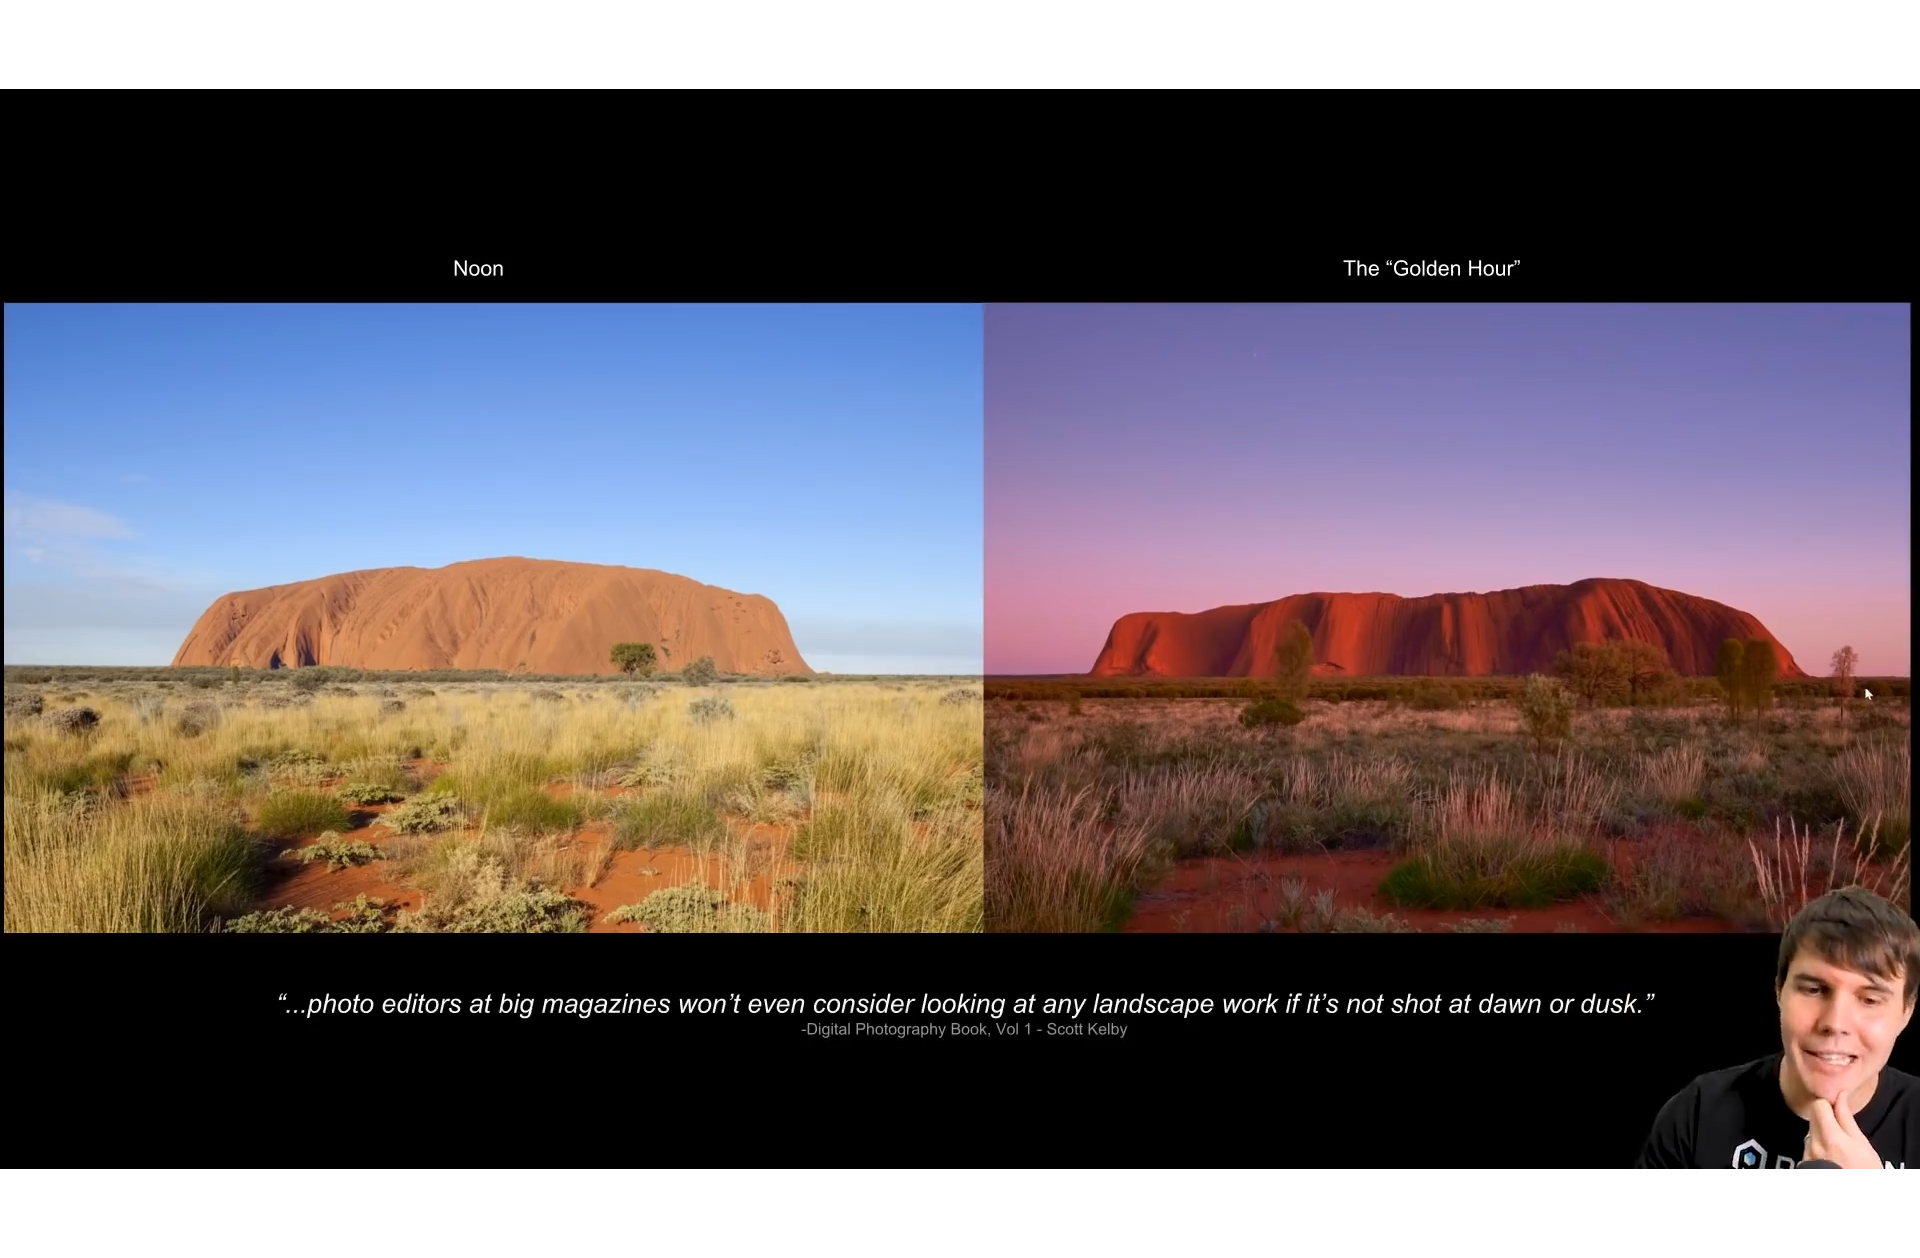 Noon
The “Golden Hour”
“...photo editors at big magazines won’t even consider looking at any landscape work if it’s not shot at dawn or dusk.”
-Digital Photography Book, Vol 1 - Scott Kelby